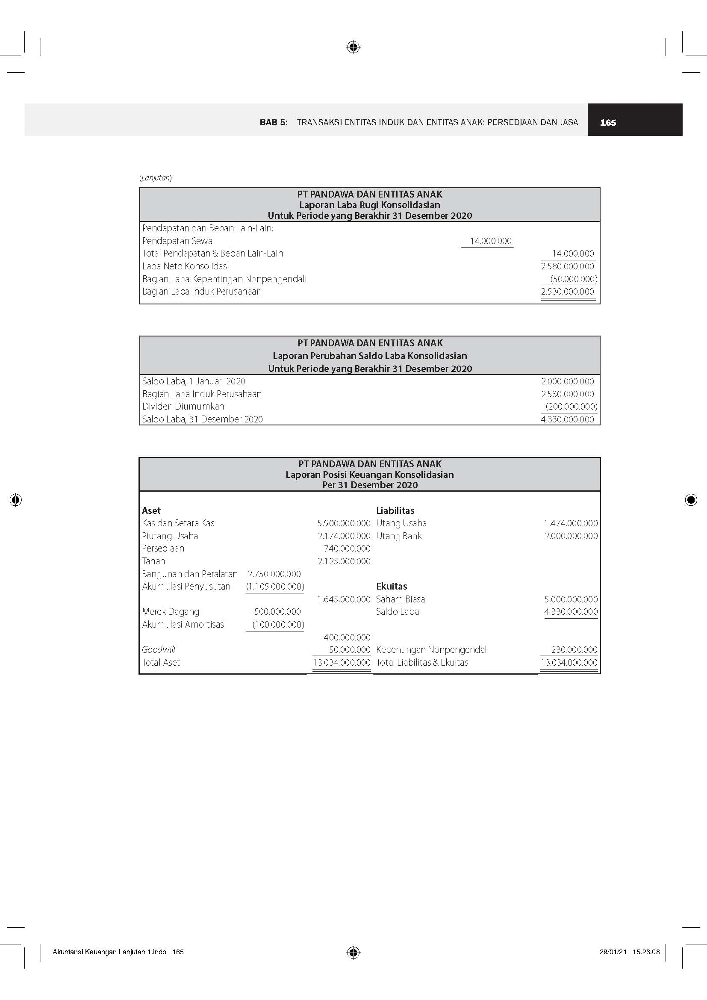 BAB 5: TRANSAKSI ENTITAS INDUK DAN ENTITAS ANAK: PERSEDIAAN DAN JASA 165
(Lanjutan)
PT PANDAWA DAN ENTITAS ANAK
Laporan Laba Rugi Konsolidasian
Untuk Periode yang Berakhir 31 Desember 2020
Pendapatan dan Beban Lain-Lain:
Pendapatan Sewa 14.000.000
Total Pendapatan & Beban Lain-Lain 14.000.000
Laba Neto Konsolidasi 2.580.000.000
Bagian Laba Kepentingan Nonpengendali (50.000.000)
Bagian Laba Induk Perusahaan 2.530.000.000
PT PANDAWA DAN ENTITAS ANAK
Laporan Perubahan Saldo Laba Konsolidasian
Untuk Periode yang Berakhir 31 Desember 2020
Saldo Laba, 1 Januari 2020 2.000.000.000
Bagian Laba Induk Perusahaan 2.530.000.000
Dividen Diumumkan (200.000.000)
Saldo Laba, 31 Desember 2020 4.330.000.000
PT PANDAWA DAN ENTITAS ANAK
Laporan Posisi Keuangan Konsolidasian
Per 31 Desember 2020
Aset Liabilitas
Kas dan Setara Kas 5.900.000.000 Utang Usaha 1.474.000.000
Piutang Usaha 2.174.000.000 Utang Bank 2.000.000.000
Persediaan 740.000.000
Tanah 2.125.000.000
Bangunan dan Peralatan 2.750.000.000
Akumulasi Penyusutan (1.105.000.000) Ekuitas
1.645.000.000 Saham Biasa 5.000.000.000
Merek Dagang 500.000.000 Saldo Laba 4.330.000.000
Akumulasi Amortisasi (100.000.000)
400.000.000
Goodwill 50.000.000 Kepentingan Nonpengendali 230.000.000
Total Aset 13.034.000.000 Total Liabilitas & Ekuitas 13.034.000.000
Akuntansi Keuangan Lanjutan 1.indb 165 29/01/21 15:23:08